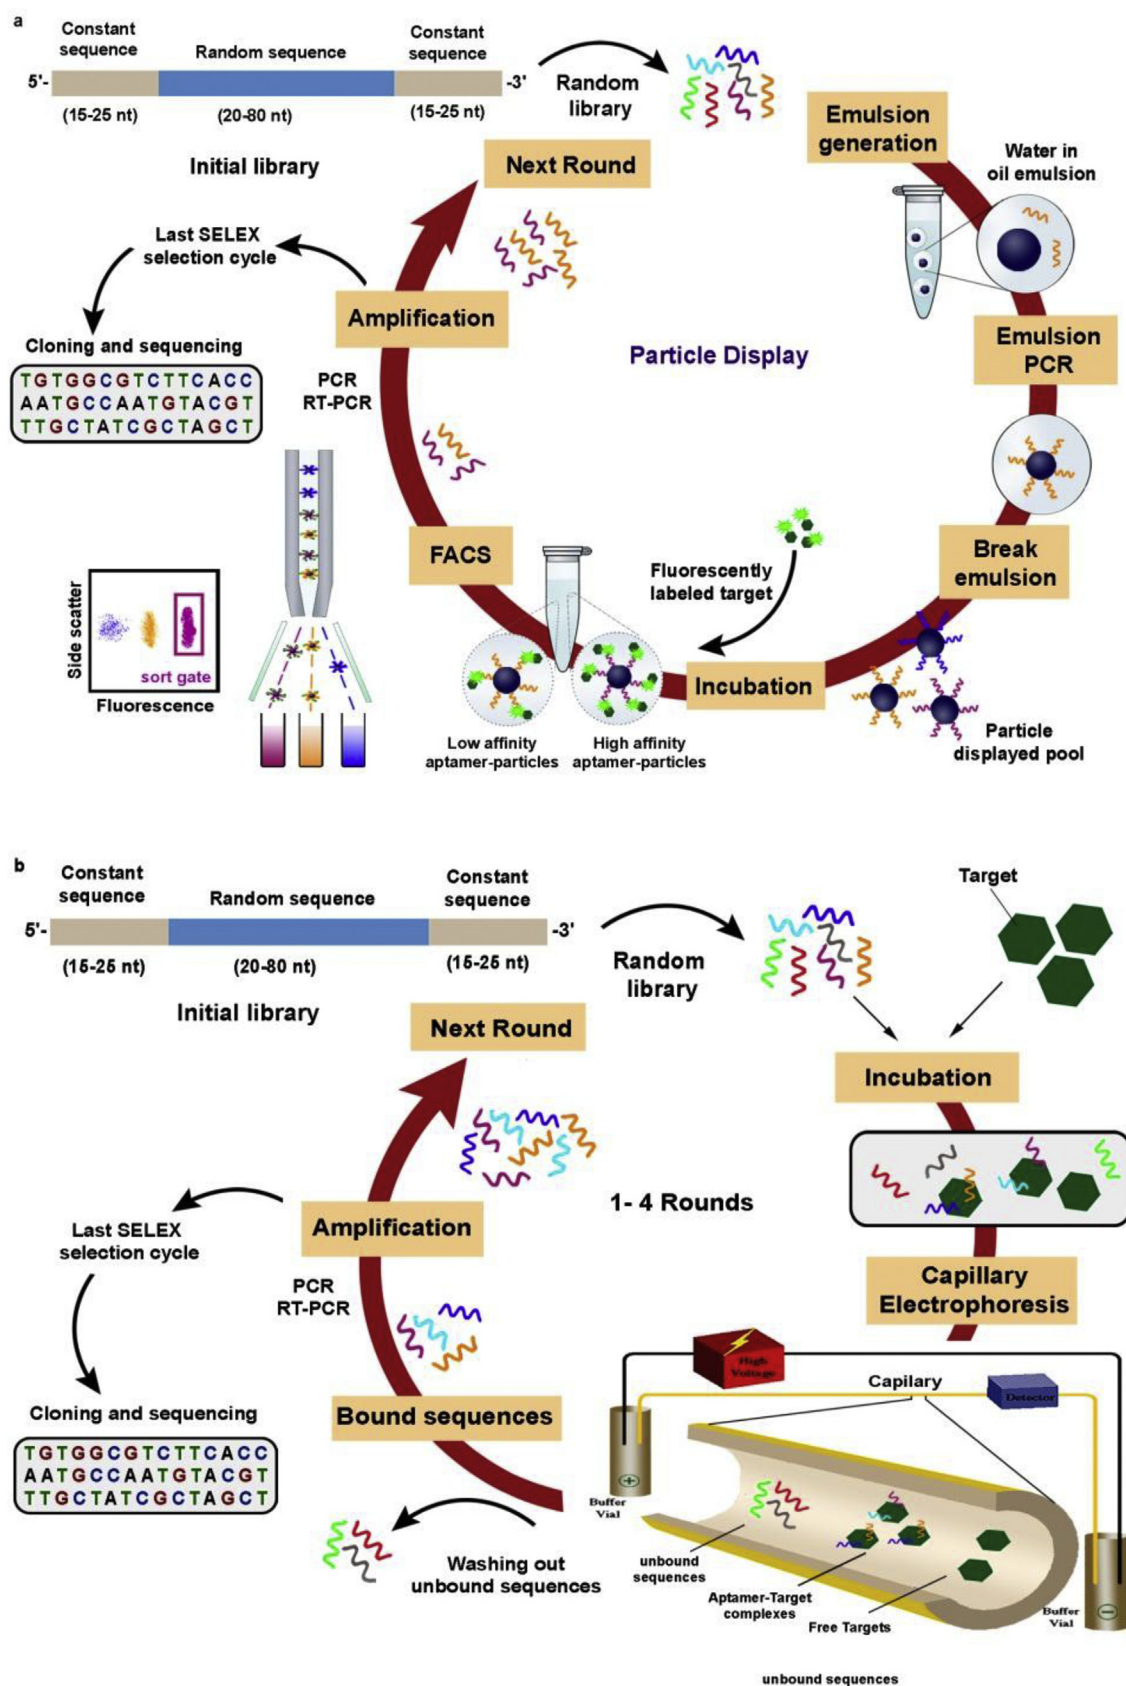 a
Constant
sequence
Random sequence
Constant
sequence
5'-
-3'
(15-25 nt)
(20-80 nt)
(15-25 nt)
Initial library
Random
library
Next Round
Emulsion
generation
Water in
oil emulsion
Last SELEX
selection cycle
Amplification
Cloning and sequencing
TGTGGCGTCTTCACC
AATGCCAATGTACGT
TTGCTATCGCTAGCT
PCR
RT-PCR
Particle Display
Emulsion
PCR
FACS
Fluorescently
labeled target
Break
emulsion
Side scatter
sort gate
Fluorescence
Incubation
Low affinity
aptamer-particles
High affinity
aptamer-particles
Particle
displayed pool
b
Constant
sequence
Random sequence
Constant
sequence
5'-
-3'
(15-25 nt)
(20-80 nt)
(15-25 nt)
Initial library
Random
library
Target
Next Round
Incubation
1- 4 Rounds
Last SELEX
selection cycle
Amplification
PCR
RT-PCR
Capillary
Electrophoresis
Cloning and sequencing
TGTGGCGTCTTCACC
AATGCCAATGTACGT
TTGCTATCGCTAGCT
Bound sequences
High
Voltage
Capilary
Detector
+
Buffer
Vial
Washing out
unbound sequences
unbound
sequences
Aptamer-Target
complexes
Free Targets
−
Buffer
Vial
unbound sequences